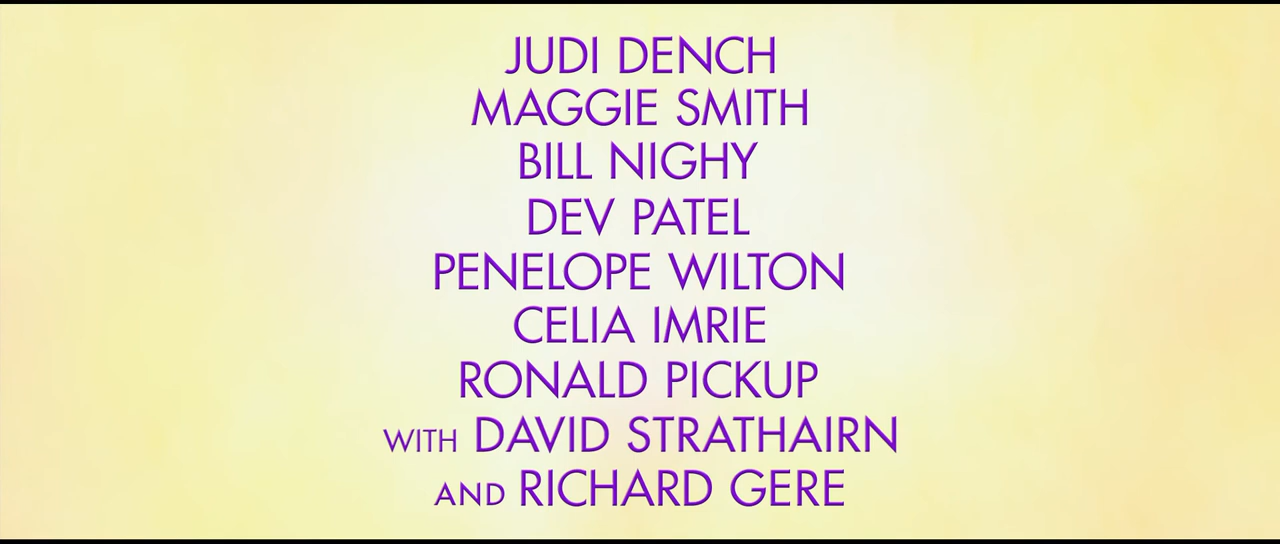 JUDI DENCH
MAGGIE SMITH
BILL NIGHY
DEV PATEL
PENELOPE WILTON
CELIA IMRIE
RONALD PICKUP
WITH DAVID STRATHAIRN
AND RICHARD GERE